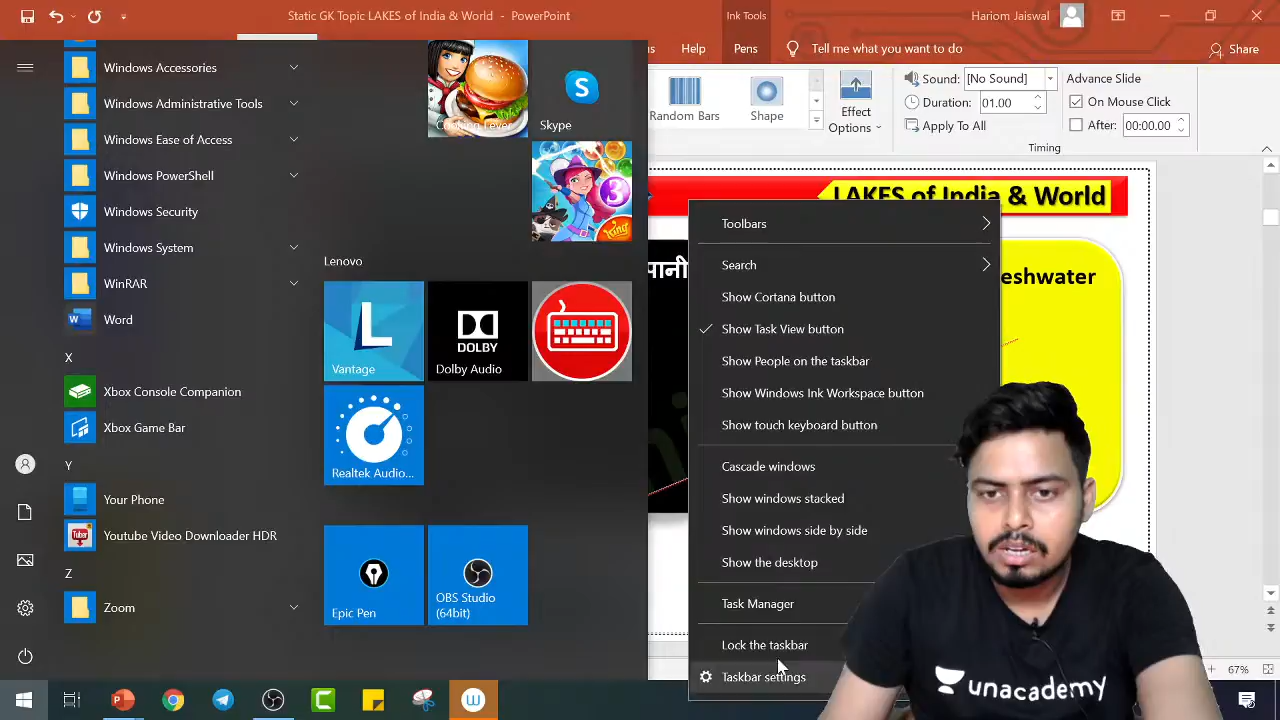 Static GK Topic LAKES of India & World - PowerPoint
Ink Tools
Hariom Jaiswal
Help
Pens
Tell me what you want to do
Share
Random Bars
Shape
Effect
Options
Sound:
[No Sound]
Duration:
01.00
Apply To All
Advance Slide
On Mouse Click
After:
00:00.00
Timing
Windows Accessories
Windows Administrative Tools
Windows Ease of Access
Windows PowerShell
Windows Security
Windows System
WinRAR
Word
X
Xbox Console Companion
Xbox Game Bar
Y
Your Phone
Youtube Video Downloader HDR
Z
Zoom
Cooking Fever
Skype
3
King
Lenovo
Vantage
DOLBY
Dolby Audio
Realtek Audio...
Epic Pen
OBS Studio
(64bit)
LAKES of India & World
पानी
eshwater
Toolbars
Search
Show Cortana button
Show Task View button
Show People on the taskbar
Show Windows Ink Workspace button
Show touch keyboard button
Cascade windows
Show windows stacked
Show windows side by side
Show the desktop
Task Manager
Lock the taskbar
Taskbar settings
unacademy
67%